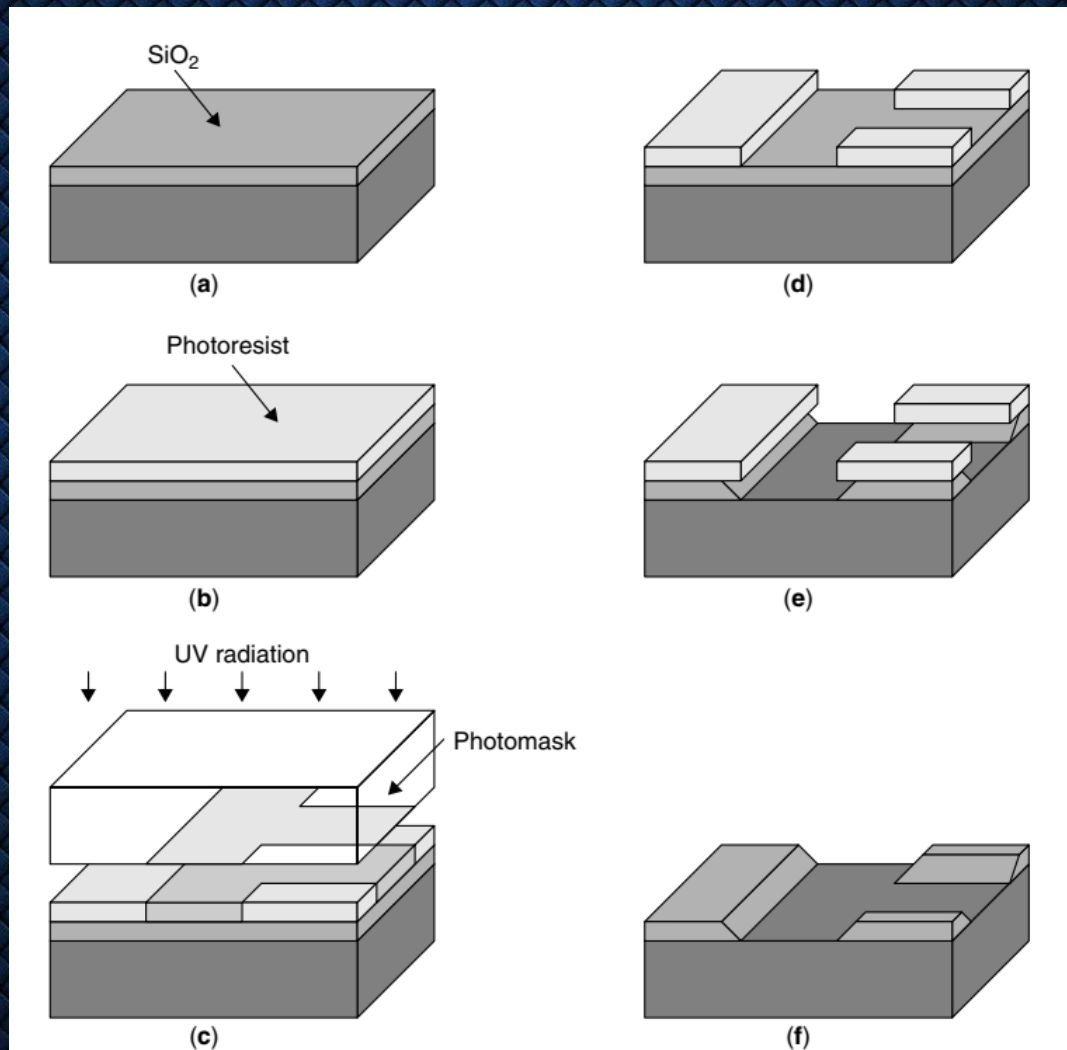 SiO₂
(a)
(d)
Photoresist
(b)
(e)
UV radiation
Photomask
(c)
(f)